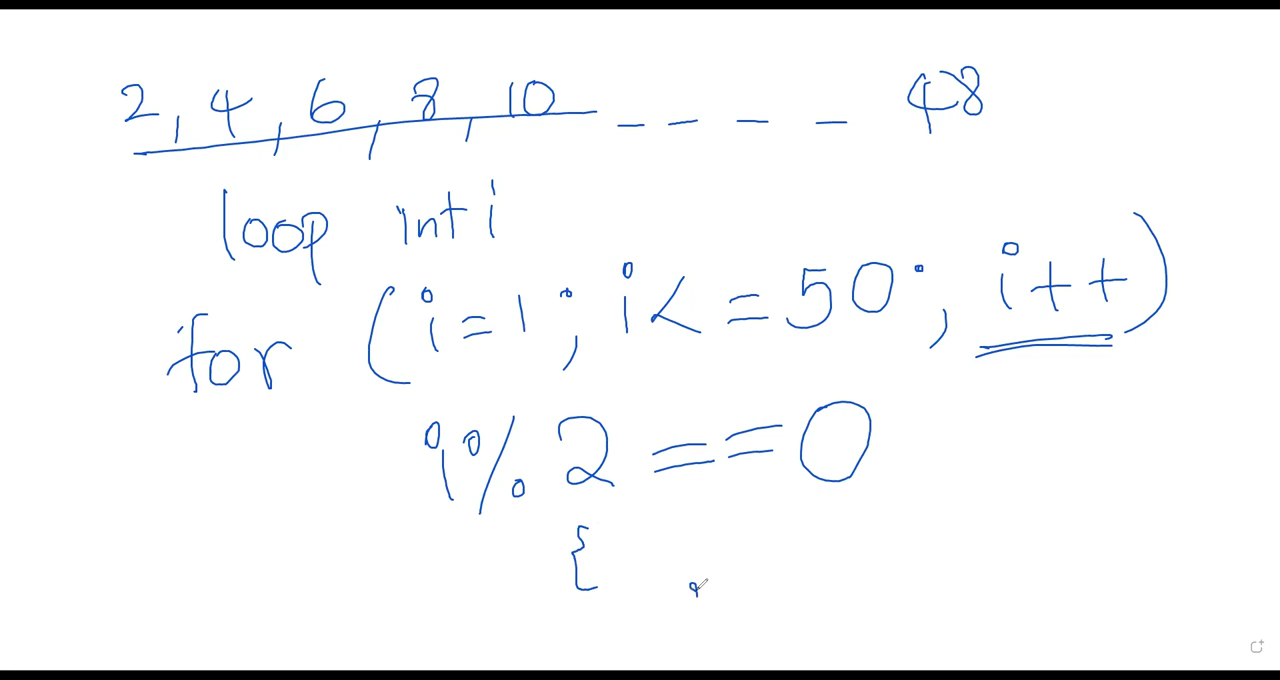 2, 4, 6, 8, 10 _ _ _ _ 48
loop int i
for (i=1; i<=50; i++)
i%2==0
{